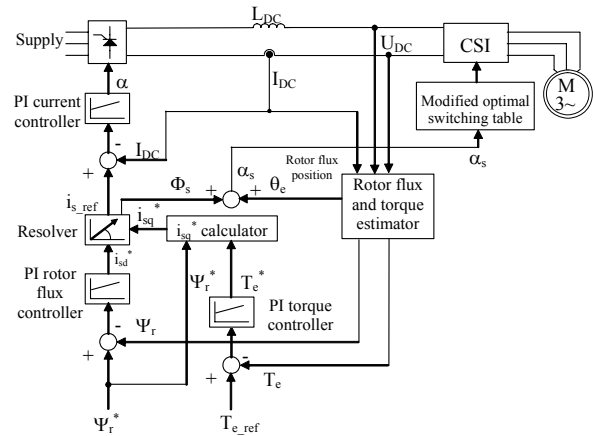 L_DC
Supply
U_DC
CSI
I_DC
α
M
3~
PI current
controller
Modified optimal
switching table
-
I_DC
+
α_s
α_s
Rotor flux
position
i_s_ref
Φ_s
+
+
θ_e
Rotor flux
and torque
estimator
i_sq*
Resolver
i_sq* calculator
i_sd*
PI rotor
flux
controller
Ψ_r*
T_e*
PI torque
controller
-
Ψ_r
+
-
+
T_e
Ψ_r*
T_e_ref